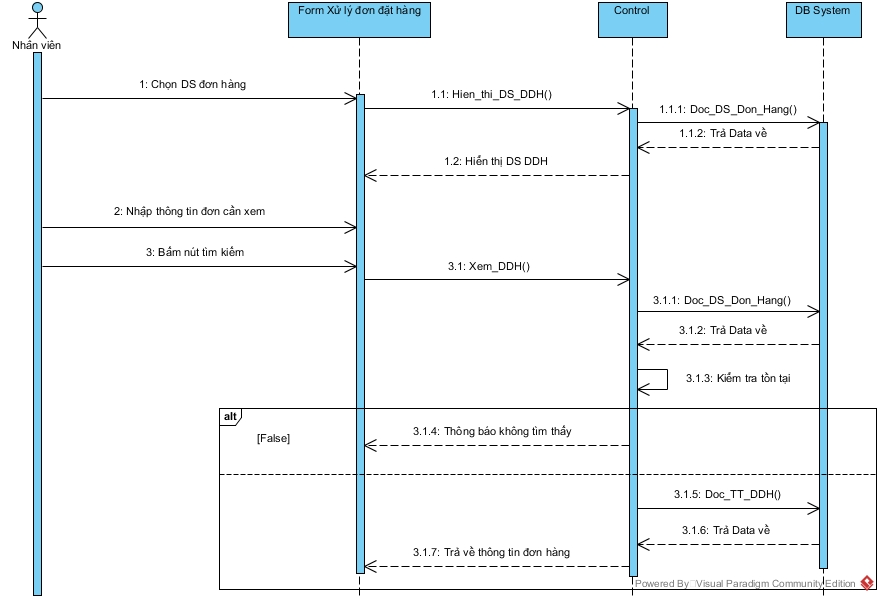 Form Xử lý đơn đặt hàng
Control
DB System
Nhân viên
1: Chọn DS đơn hàng
1.1: Hien_thi_DS_DDH()
1.1.1: Doc_DS_Don_Hang()
1.1.2: Trả Data về
1.2: Hiển thị DS DDH
2: Nhập thông tin đơn cần xem
3: Bấm nút tìm kiếm
3.1: Xem_DDH()
3.1.1: Doc_DS_Don_Hang()
3.1.2: Trả Data về
3.1.3: Kiểm tra tồn tại
alt
[False]
3.1.4: Thông báo không tìm thấy
3.1.5: Doc_TT_DDH()
3.1.6: Trả Data về
3.1.7: Trả về thông tin đơn hàng
Powered By Visual Paradigm Community Edition